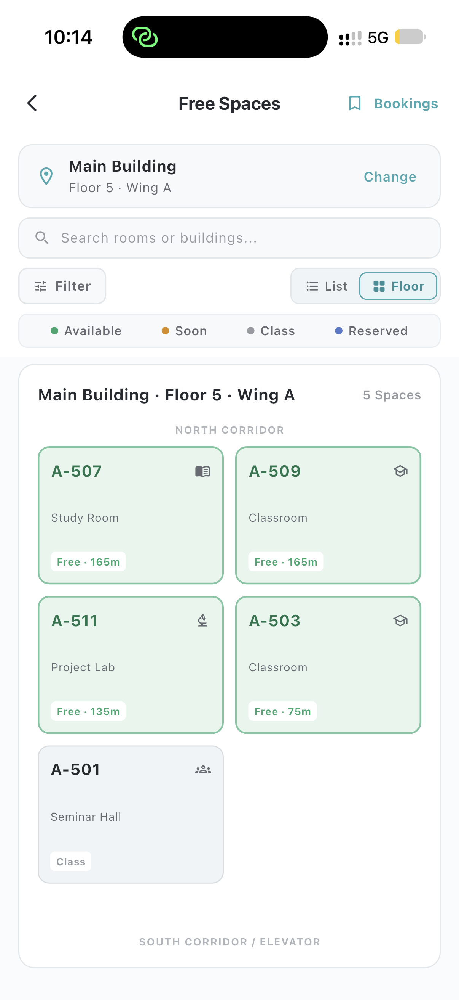 10:14
5G
Free Spaces
Bookings
Main Building
Floor 5 · Wing A
Change
Search rooms or buildings...
Filter
List
Floor
Available
Soon
Class
Reserved
Main Building · Floor 5 · Wing A
5 Spaces
NORTH CORRIDOR
A-507
Study Room
Free · 165m
A-509
Classroom
Free · 165m
A-511
Project Lab
Free · 135m
A-503
Classroom
Free · 75m
A-501
Seminar Hall
Class
SOUTH CORRIDOR / ELEVATOR